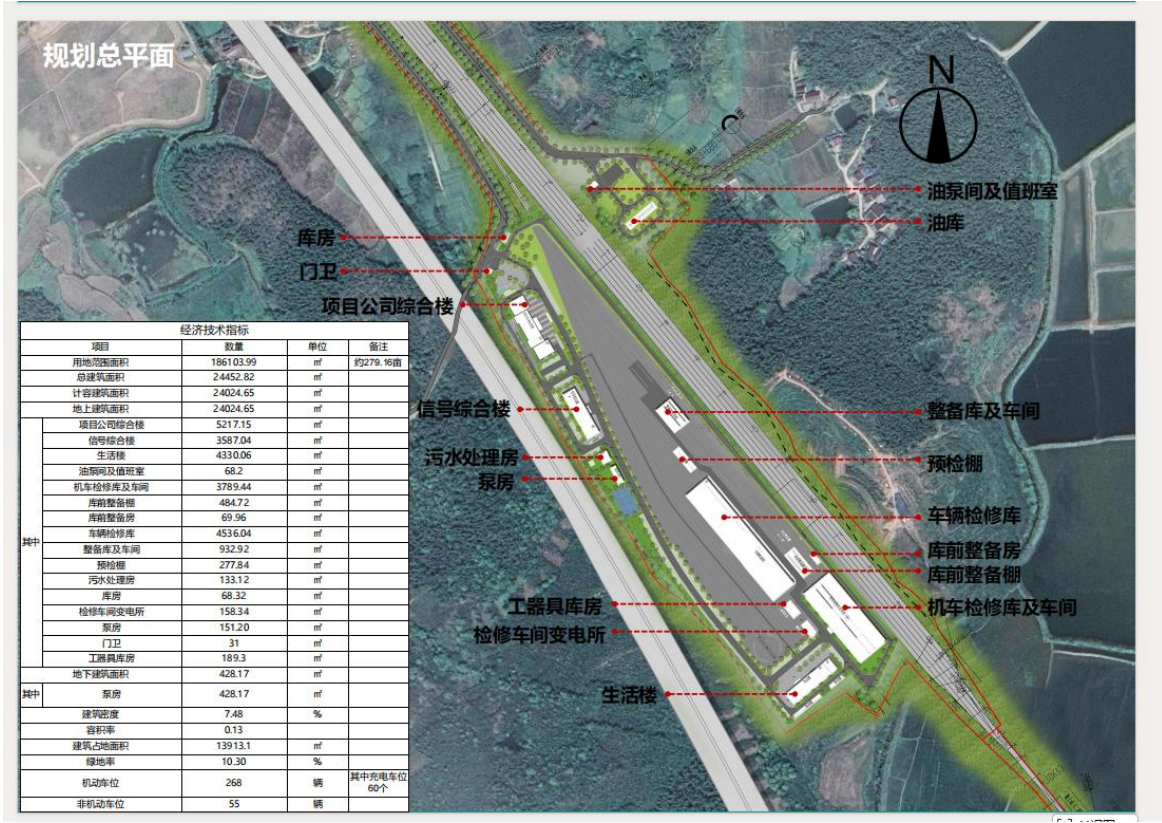 规划总平面
N
油泵间及值班室
油库
库房
门卫
项目公司综合楼
信号综合楼
整备库及车间
污水处理房
预检棚
泵房
车辆检修库
库前整备房
库前整备棚
工器具库房
机车检修库及车间
检修车间变电所
生活楼
经济技术指标
项目 数量 单位 备注
用地范围面积 186103.99 ㎡ 约279.16亩
总建筑面积 24452.82 ㎡
计容建筑面积 24024.65 ㎡
地上建筑面积 24024.65 ㎡
其中
项目公司综合楼 5217.15 ㎡
信号综合楼 3587.04 ㎡
生活楼 4330.06 ㎡
油泵间及值班室 68.2 ㎡
机车检修库及车间 3789.44 ㎡
库前整备棚 484.72 ㎡
库前整备房 69.96 ㎡
车辆检修库 4536.04 ㎡
整备库及车间 932.92 ㎡
预检棚 277.84 ㎡
污水处理房 133.12 ㎡
库房 68.32 ㎡
检修车间变电所 158.34 ㎡
泵房 151.20 ㎡
门卫 31 ㎡
工器具库房 189.3 ㎡
地下建筑面积 428.17 ㎡
其中 泵房 428.17 ㎡
建筑密度 7.48 %
容积率 0.13
建筑占地面积 13913.1 ㎡
绿地率 10.30 %
机动车位 268 辆 其中充电车位
60个
非机动车位 55 辆